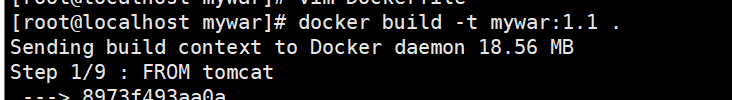 [root@localhost mywar]# vim Dockerfile
[root@localhost mywar]# docker build -t mywar:1.1 .
Sending build context to Docker daemon 18.56 MB
Step 1/9 : FROM tomcat
---> 8973f493aa0a